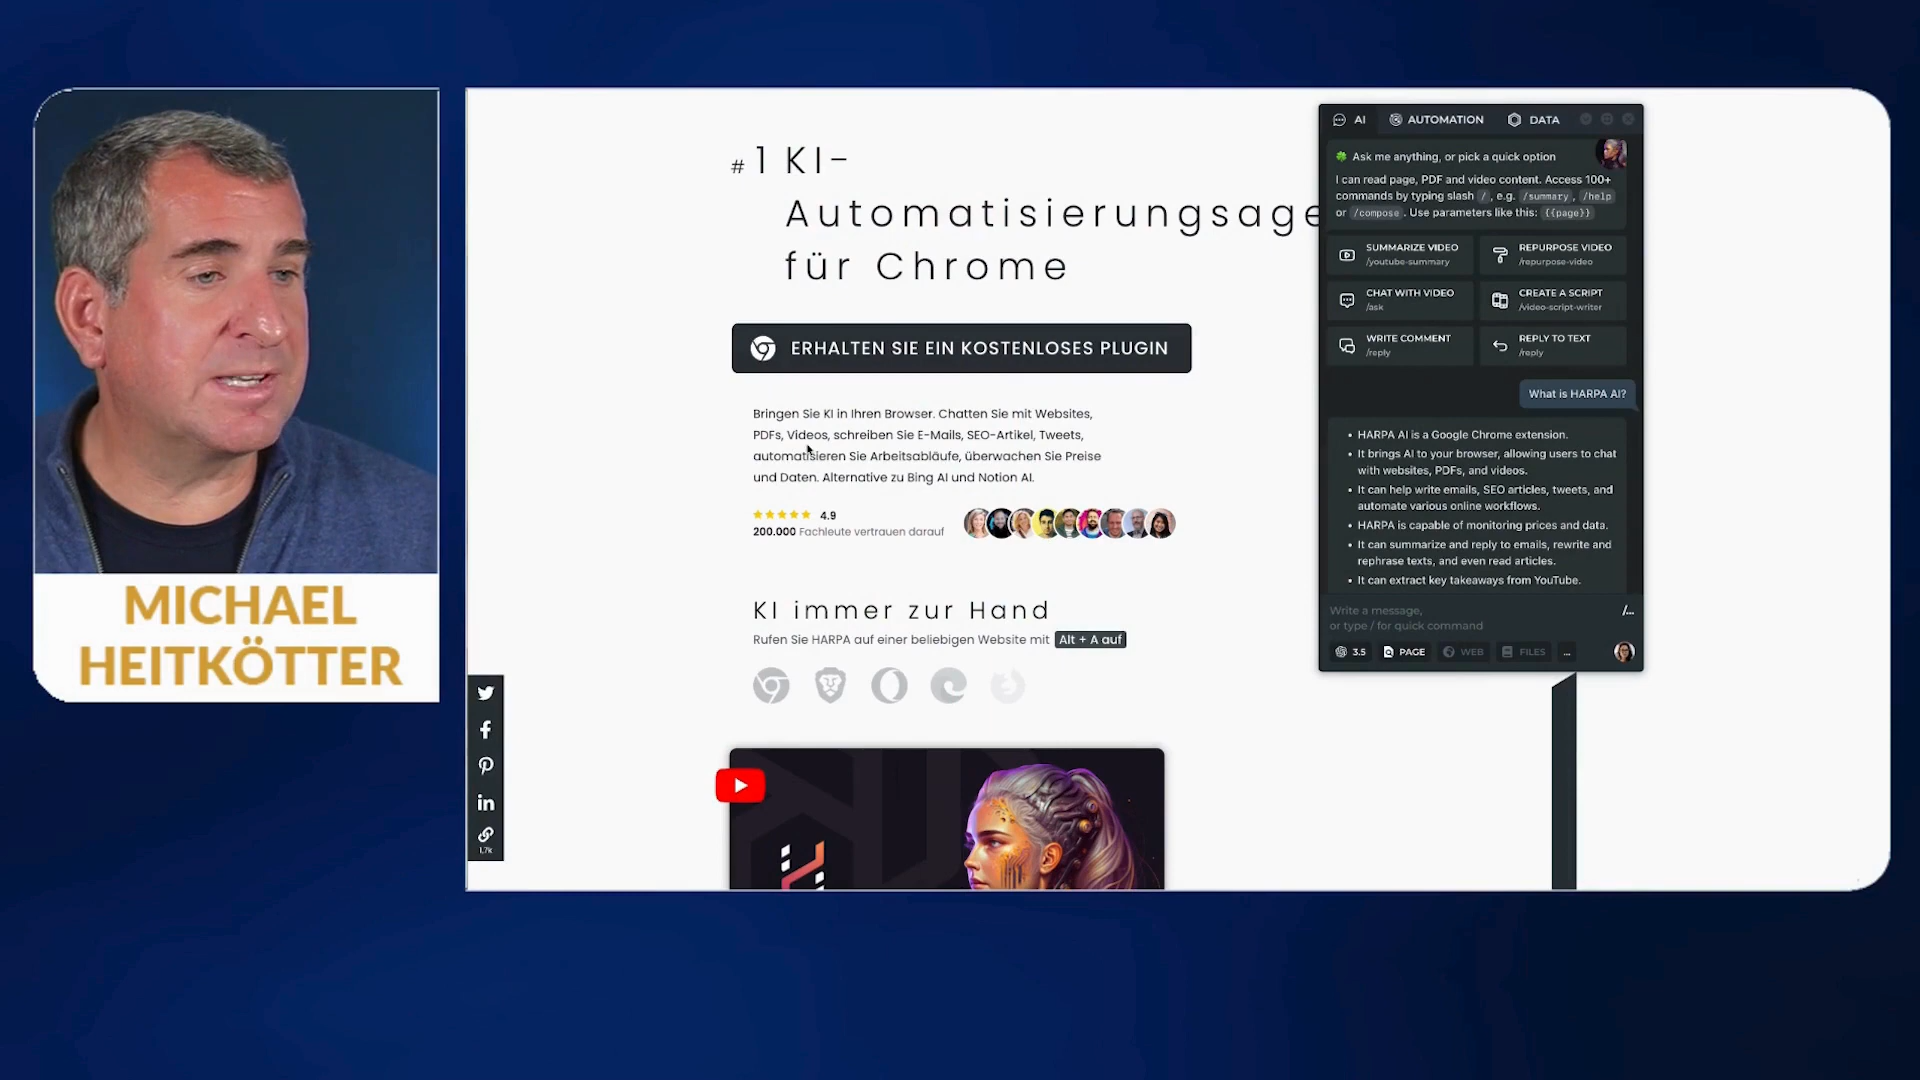 MICHAEL
HEITKÖTTER
# 1 KI-
Automatisierungsage
für Chrome
ERHALTEN SIE EIN KOSTENLOSES PLUGIN
Bringen Sie KI in Ihren Browser. Chatten Sie mit Websites,
PDFs, Videos, schreiben Sie E-Mails, SEO-Artikel, Tweets,
automatisieren Sie Arbeitsabläufe, überwachen Sie Preise
und Daten. Alternative zu Bing AI und Notion AI.
4.9
200.000 Fachleute vertrauen darauf
KI immer zur Hand
Rufen Sie HARPA auf einer beliebigen Website mit Alt + A auf
1,7k
AI AUTOMATION DATA
Ask me anything, or pick a quick option
I can read page, PDF and video content. Access 100+
commands by typing slash /, e.g. /summary, /help
or /compose. Use parameters like this: {{page}}
SUMMARIZE VIDEO
/youtube-summary
REPURPOSE VIDEO
/repurpose-video
CHAT WITH VIDEO
/ask
CREATE A SCRIPT
/video-script-writer
WRITE COMMENT
/reply
REPLY TO TEXT
/reply
What is HARPA AI?
• HARPA AI is a Google Chrome extension.
• It brings AI to your browser, allowing users to chat
with websites, PDFs, and videos.
• It can help write emails, SEO articles, tweets, and
automate various online workflows.
• HARPA is capable of monitoring prices and data.
• It can summarize and reply to emails, rewrite and
rephrase texts, and even read articles.
• It can extract key takeaways from YouTube.
Write a message,
or type / for quick command
/...
3.5 PAGE WEB FILES ...